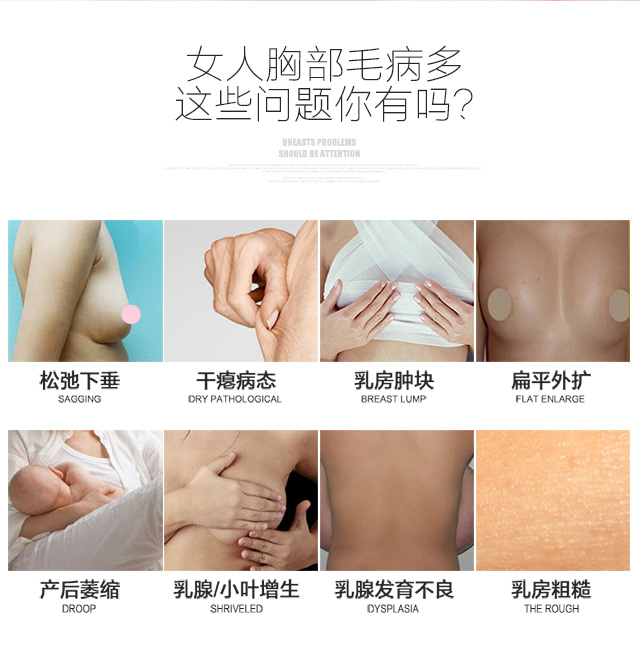 女人胸部毛病多
这些问题你有吗?
BREASTS PROBLEMS
SHOULD BE ATTENTION
松弛下垂
SAGGING
干瘪病态
DRY PATHOLOGICAL
乳房肿块
BREAST LUMP
扁平外扩
FLAT ENLARGE
产后萎缩
DROOP
乳腺/小叶增生
SHRIVELED
乳腺发育不良
DYSPLASIA
乳房粗糙
THE ROUGH